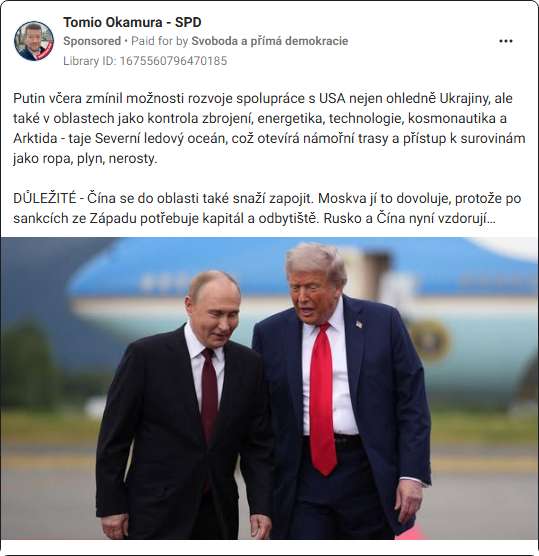 Tomio Okamura - SPD
Sponsored • Paid for by Svoboda a přímá demokracie
Library ID: 1675560796470185
Putin včera zmínil možnosti rozvoje spolupráce s USA nejen ohledně Ukrajiny, ale
také v oblastech jako kontrola zbrojení, energetika, technologie, kosmonautika a
Arktida - taje Severní ledový oceán, což otevírá námořní trasy a přístup k surovinám
jako ropa, plyn, nerosty.
DŮLEŽITÉ - Čína se do oblasti také snaží zapojit. Moskva jí to dovoluje, protože po
sankcích ze Západu potřebuje kapitál a odbytiště. Rusko a Čína nyní vzdorují…